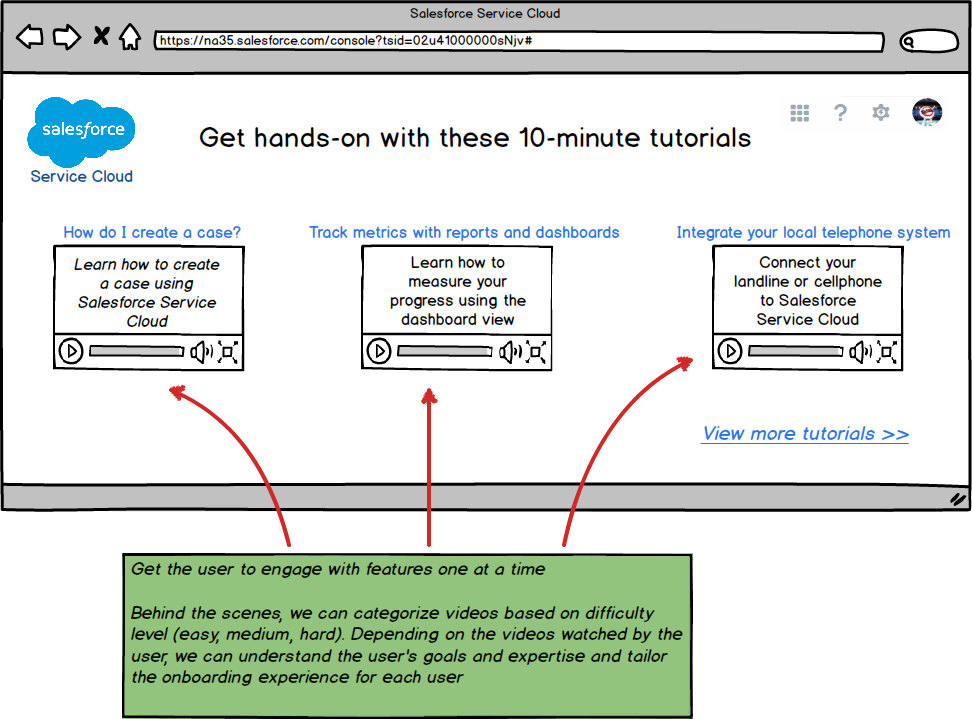 Salesforce Service Cloud
https://na35.salesforce.com/console?tsid=02u41000000sNjv#
salesforce
Service Cloud
Get hands-on with these 10-minute tutorials
?
How do I create a case?
Learn how to create
a case using
Salesforce Service
Cloud
Track metrics with reports and dashboards
Learn how to
measure your
progress using the
dashboard view
Integrate your local telephone system
Connect your
landline or cellphone
to Salesforce
Service Cloud
View more tutorials >>
Get the user to engage with features one at a time
Behind the scenes, we can categorize videos based on difficulty
level (easy, medium, hard). Depending on the videos watched by the
user, we can understand the user's goals and expertise and tailor
the onboarding experience for each user